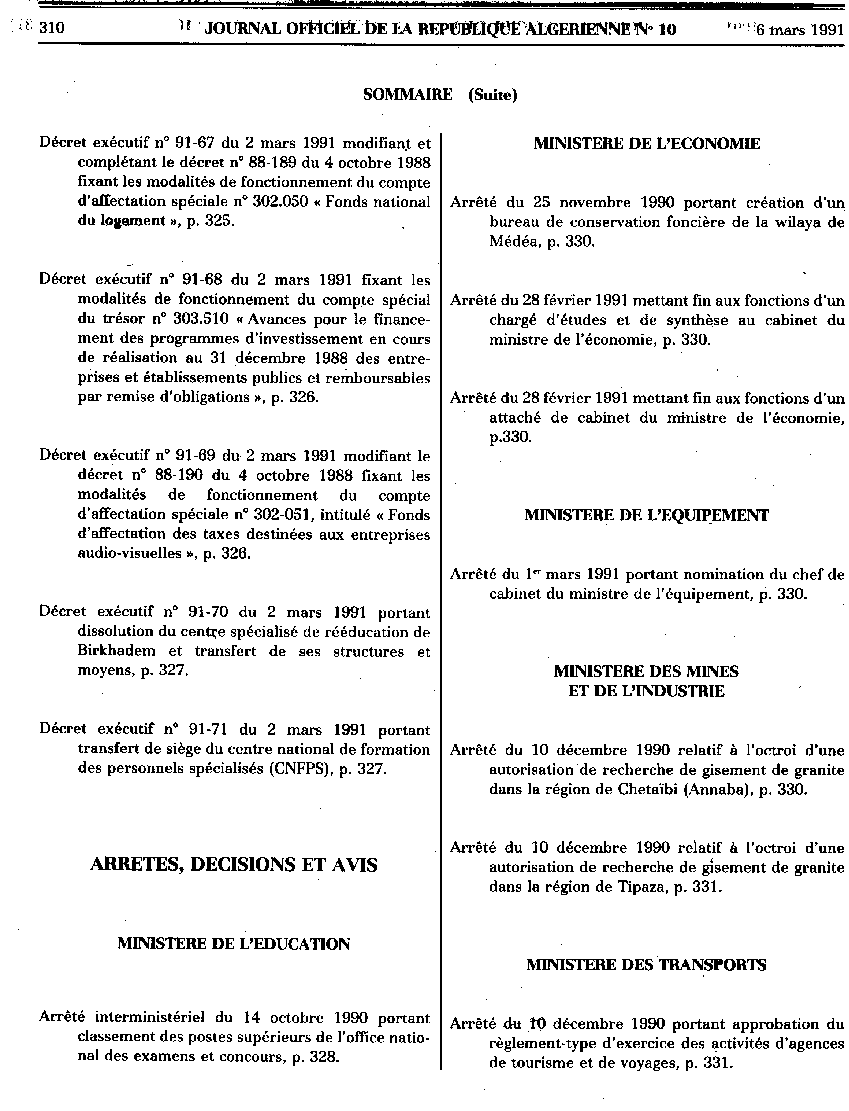 310
JOURNAL OFFICIEL DE LA REPUBLIQUE ALGERIENNE N° 10
6 mars 1991
SOMMAIRE (Suite)
Décret exécutif n° 91-67 du 2 mars 1991 modifiant et
complétant le décret n° 88-189 du 4 octobre 1988
fixant les modalités de fonctionnement du compte
d'affectation spéciale n° 302.050 « Fonds national
du logament », p. 325.
Décret exécutif n° 91-68 du 2 mars 1991 fixant les
modalités de fonctionnement du compte spécial
du trésor n° 303.510 « Avances pour le finance-
ment des programmes d'investissement en cours
de réalisation au 31 décembre 1988 des entre-
prises et établissements publics et remboursables
par remise d'obligations », p. 326.
Décret exécutif n° 91-69 du 2 mars 1991 modifiant le
décret n° 88-190 du 4 octobre 1988 fixant les
modalités de fonctionnement du compte
d'affectation spéciale n° 302-051, intitulé « Fonds
d'affectation des taxes destinées aux entreprises
audio-visuelles », p. 326.
Décret exécutif n° 91-70 du 2 mars 1991 portant
dissolution du centre spécialisé de rééducation de
Birkhadem et transfert de ses structures et
moyens, p. 327.
Décret exécutif n° 91-71 du 2 mars 1991 portant
transfert de siège du centre national de formation
des personnels spécialisés (CNFPS), p. 327.
ARRETES, DECISIONS ET AVIS
MINISTERE DE L'EDUCATION
Arrêté interministériel du 14 octobre 1990 portant
classement des postes supérieurs de l'office natio-
nal des examens et concours, p. 328.
MINISTERE DE L'ECONOMIE
Arrêté du 25 novembre 1990 portant création d'un
bureau de conservation foncière de la wilaya de
Médéa, p. 330.
Arrêté du 28 février 1991 mettant fin aux fonctions d'un
chargé d'études et de synthèse au cabinet du
ministre de l'économie, p. 330.
Arrêté du 28 février 1991 mettant fin aux fonctions d'un
attaché de cabinet du ministre de l'économie,
p.330.
MINISTERE DE L'EQUIPEMENT
Arrêté du 1er mars 1991 portant nomination du chef de
cabinet du ministre de l'équipement, p. 330.
MINISTERE DES MINES
ET DE L'INDUSTRIE
Arrêté du 10 décembre 1990 relatif à l'octroi d'une
autorisation de recherche de gisement de granite
dans la région de Chetaïbi (Annaba), p. 330.
Arrêté du 10 décembre 1990 relatif à l'octroi d'une
autorisation de recherche de gisement de granite
dans la région de Tipaza, p. 331.
MINISTERE DES TRANSPORTS
Arrêté du 10 décembre 1990 portant approbation du
règlement-type d'exercice des activités d'agences
de tourisme et de voyages, p. 331.